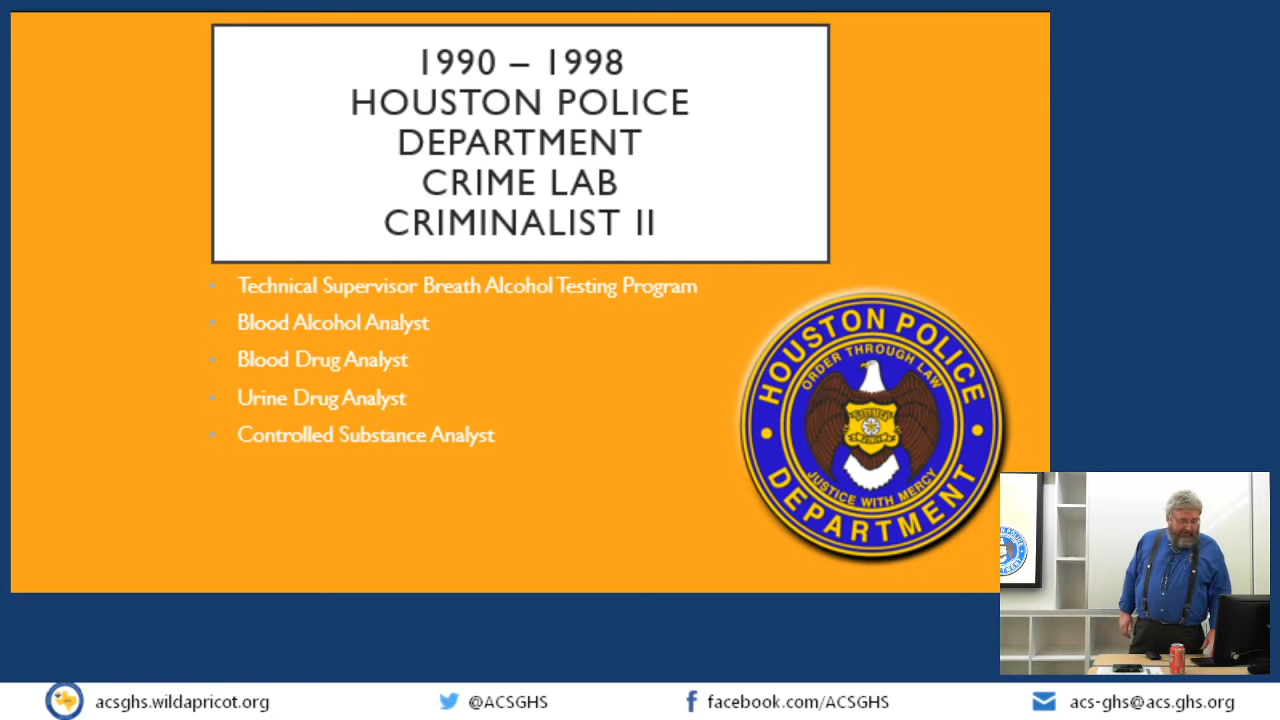 1990 – 1998
HOUSTON POLICE
DEPARTMENT
CRIME LAB
CRIMINALIST II
Technical Supervisor Breath Alcohol Testing Program
Blood Alcohol Analyst
Blood Drug Analyst
Urine Drug Analyst
Controlled Substance Analyst
HOUSTON POLICE
ORDER THROUGH LAW
JUSTICE WITH MERCY
DEPARTMENT
acsghs.wildapricot.org
@ACSGHS
facebook.com/ACSGHS
acs-ghs@acs.ghs.org